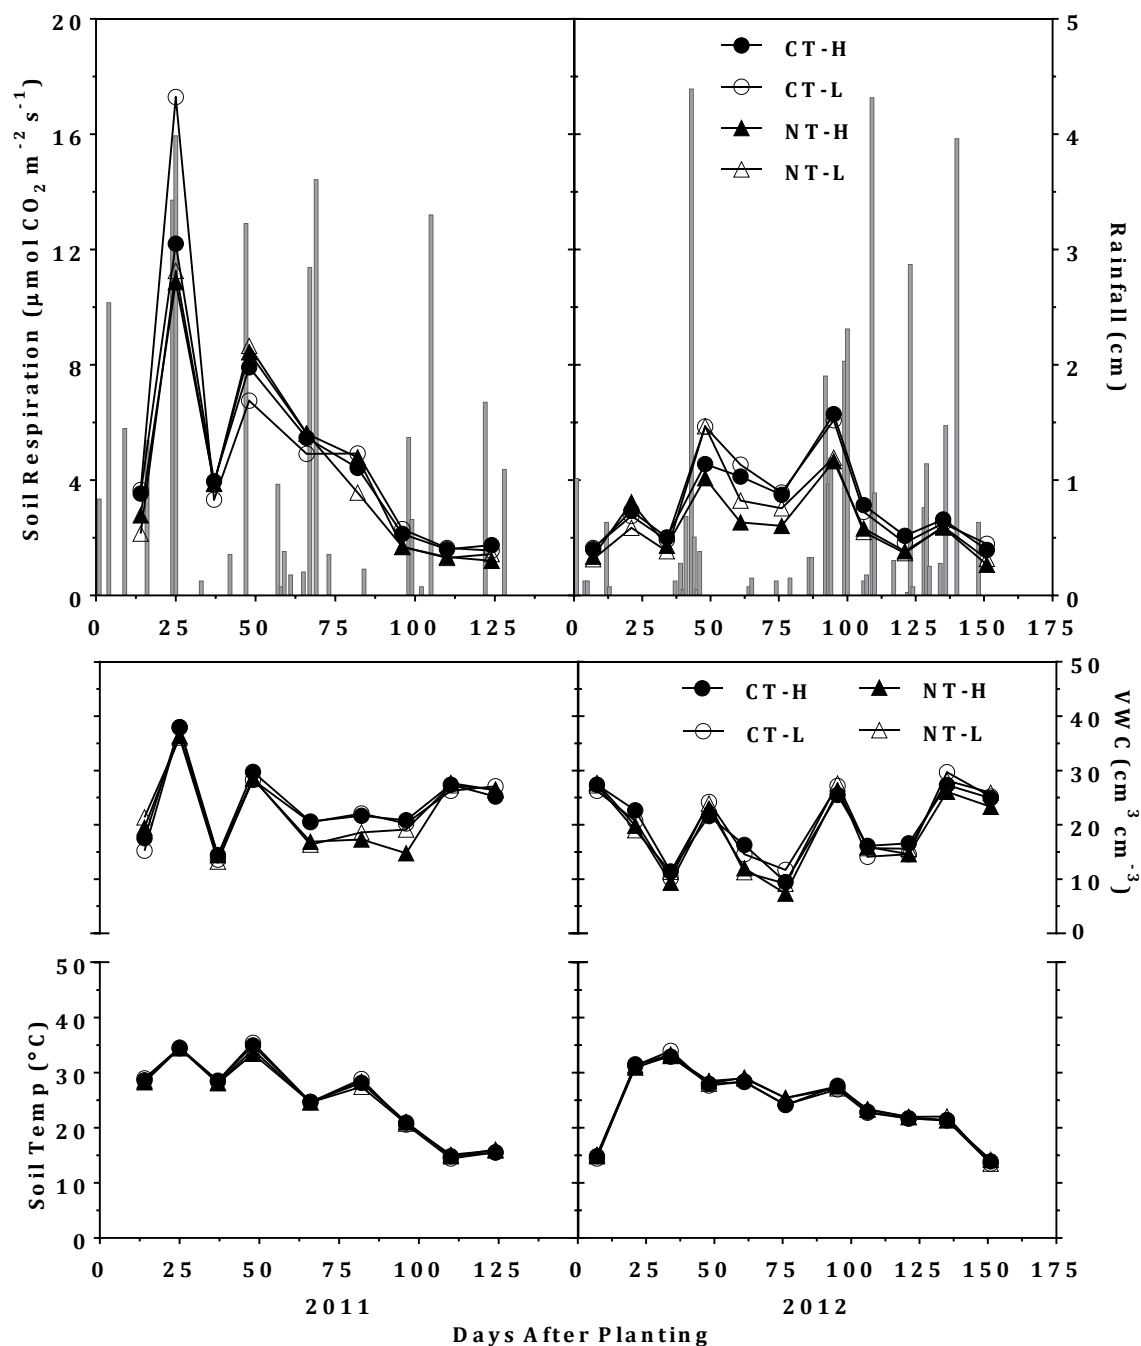 20
16
12
8
4
0
Soil Respiration (µmol CO₂ m⁻² s⁻¹)
CT-H
CT-L
NT-H
NT-L
5
4
3
2
1
0
Rainfall (cm)
0 25 50 75 100 124
0 25 50 75 95 125 150 175
CT-H NT-H
CT-L NT-L
50
40
30
20
10
0
VWC (cm³ cm⁻³)
50
40
30
20
10
0
Soil Temp (°C)
0 25 50 75 100 125
0 25 50 75 100 125 150 175
2011 2012
Days After Planting